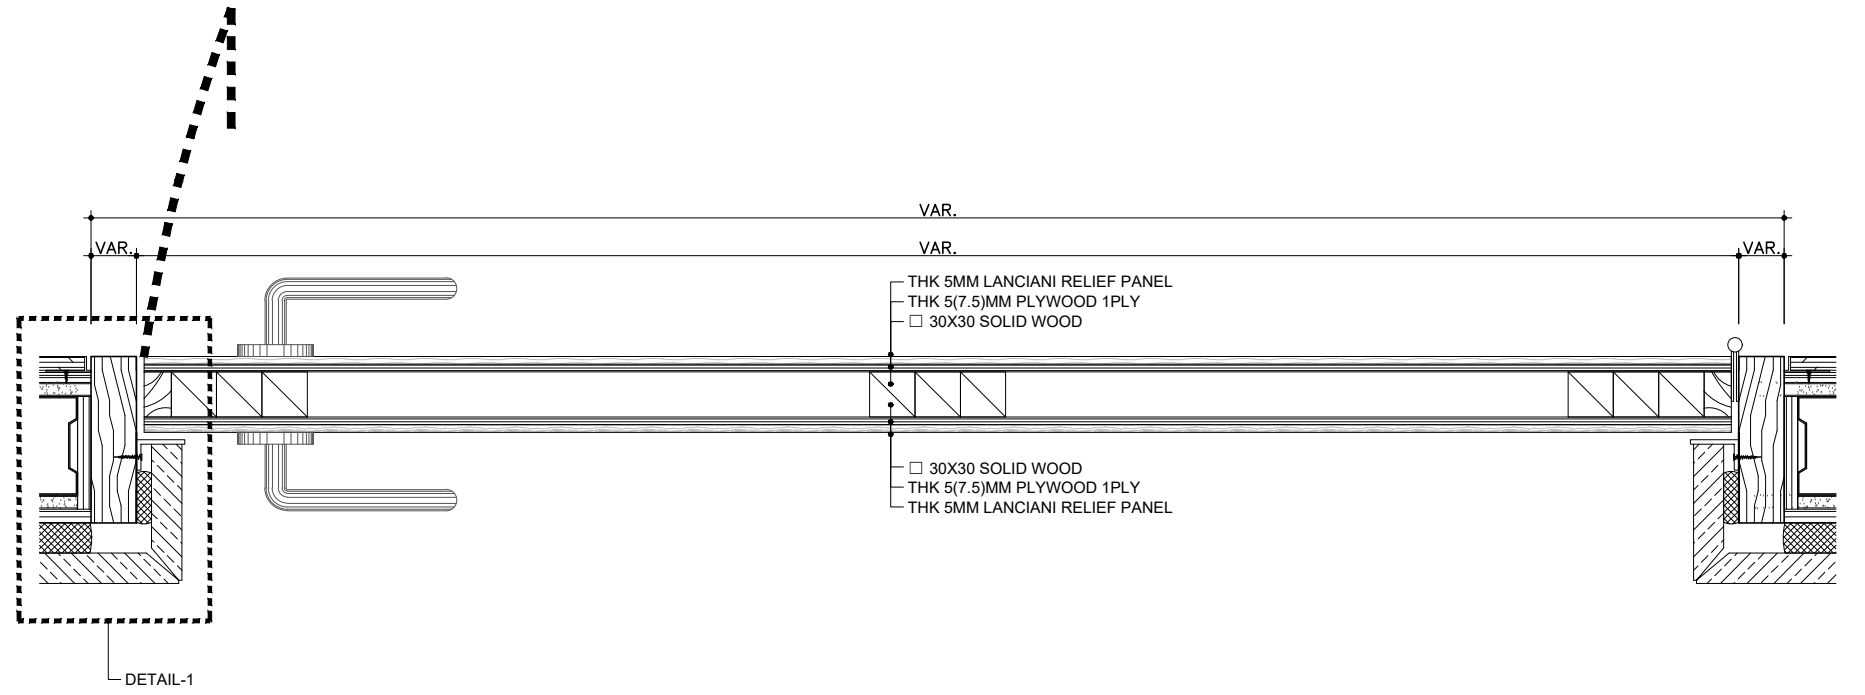 VAR.
VAR.
VAR.
VAR.
THK 5MM LANCIANI RELIEF PANEL
THK 5(7.5)MM PLYWOOD 1PLY
□ 30X30 SOLID WOOD
□ 30X30 SOLID WOOD
THK 5(7.5)MM PLYWOOD 1PLY
THK 5MM LANCIANI RELIEF PANEL
DETAIL-1